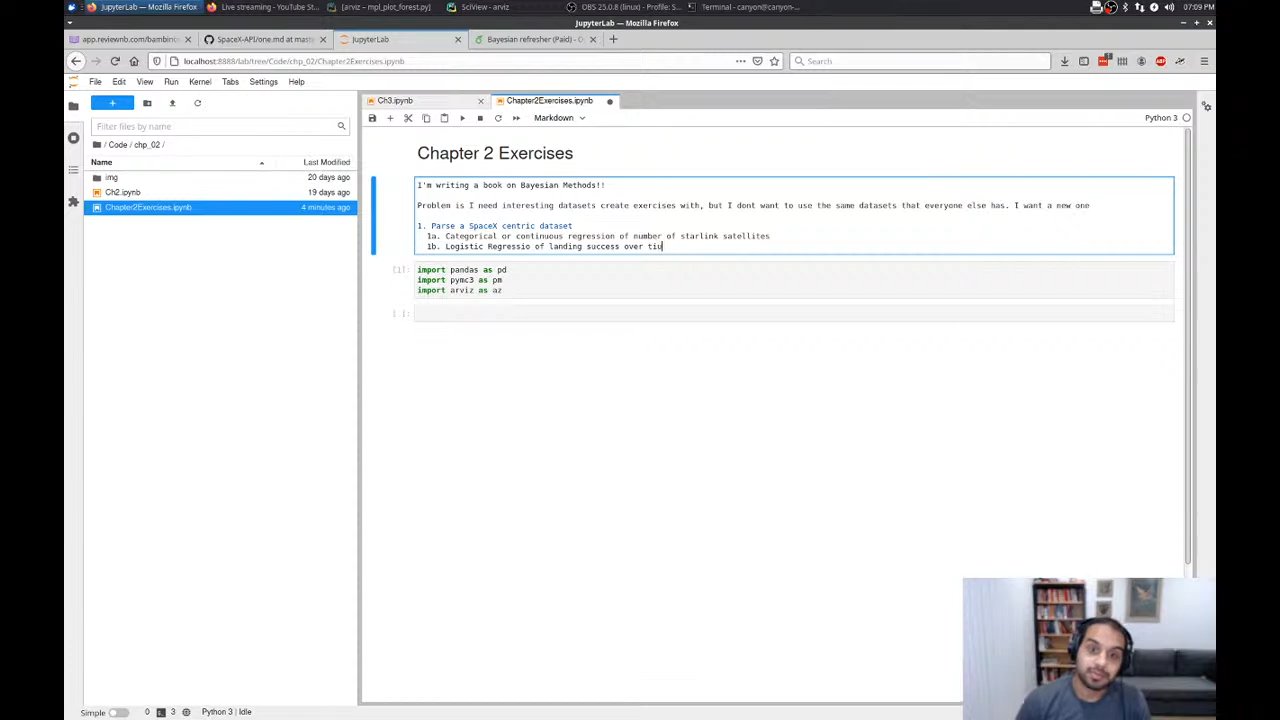 JupyterLab — Mozilla Firefox
Live streaming - YouTube St...
[arviz – mpl_plot_forest.py]
SciView - arviz
OBS 25.0.8 (linux) - Profile: S...
Terminal - canyon@canyon-...
07:09 PM
JupyterLab — Mozilla Firefox
app.reviewnb.com/bambinos
SpaceX-API/one.md at mast
JupyterLab
Bayesian refresher (Paid) - O
localhost:8888/lab/tree/Code/chp_02/Chapter2Exercises.ipynb
Search
File Edit View Run Kernel Tabs Settings Help
Ch3.ipynb
Chapter2Exercises.ipynb
Markdown
Python 3
Filter files by name
/ Code / chp_02 /
Name Last Modified
img 20 days ago
Ch2.ipynb 19 days ago
Chapter2Exercises.ipynb 4 minutes ago
Chapter 2 Exercises
I'm writing a book on Bayesian Methods!!
Problem is I need interesting datasets create exercises with, but I dont want to use the same datasets that everyone else has. I want a new one
1. Parse a SpaceX centric dataset
1a. Categorical or continuous regression of number of starlink satellites
1b. Logistic Regressio of landing success over tiu
[1]: import pandas as pd
import pymc3 as pm
import arviz as az
[ ]:
Simple 0 3 Python 3 | Idle